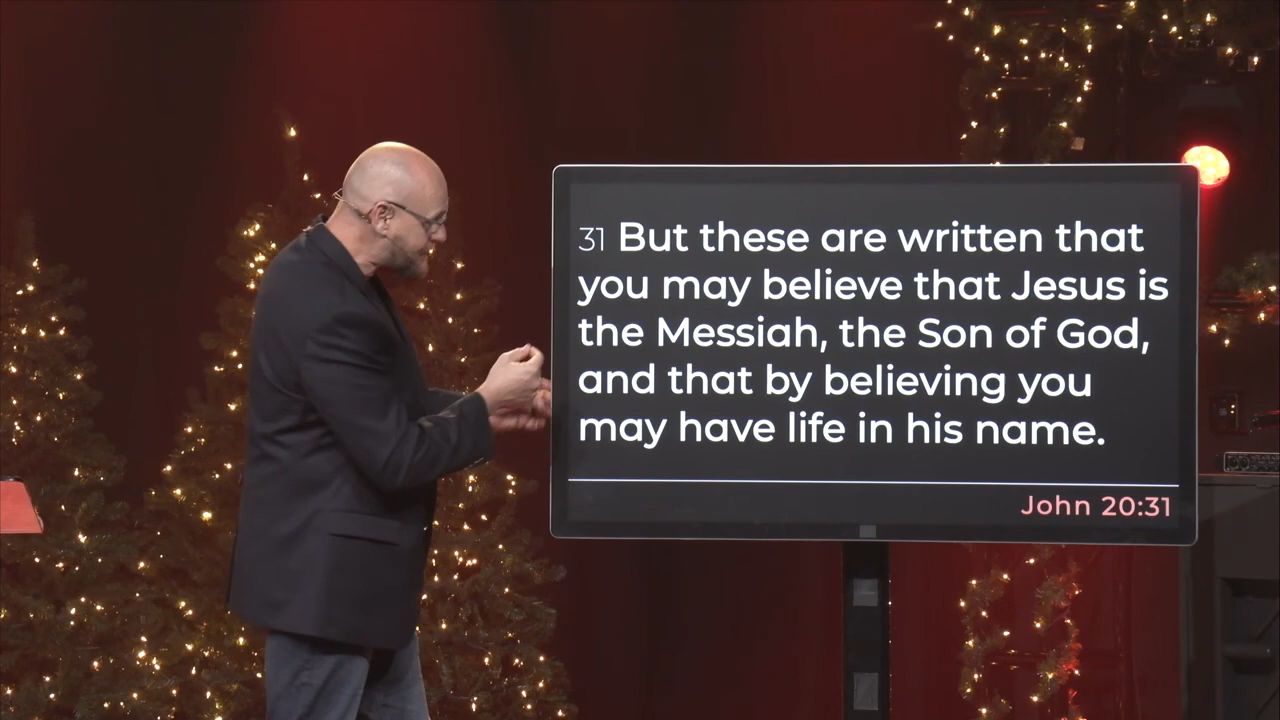 31 But these are written that
you may believe that Jesus is
the Messiah, the Son of God,
and that by believing you
may have life in his name.
John 20:31